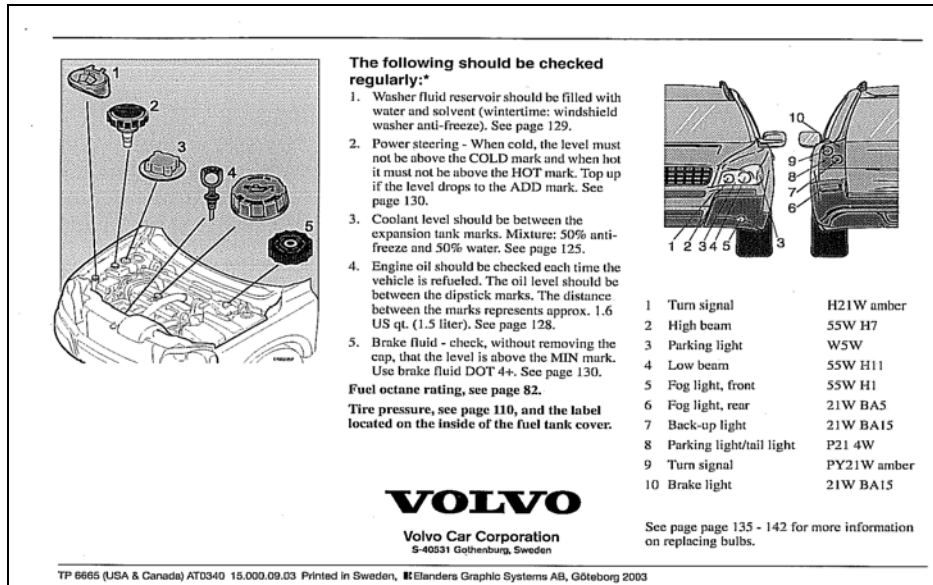 1
2
3
4
5
The following should be checked
regularly:*
1. Washer fluid reservoir should be filled with
water and solvent (wintertime: windshield
washer anti-freeze). See page 129.
2. Power steering - When cold, the level must
not be above the COLD mark and when hot
it must not be above the HOT mark. Top up
if the level drops to the ADD mark. See
page 130.
3. Coolant level should be between the
expansion tank marks. Mixture: 50% anti-
freeze and 50% water. See page 125.
4. Engine oil should be checked each time the
vehicle is refueled. The oil level should be
between the dipstick marks. The distance
between the marks represents approx. 1.6
US qt. (1.5 liter). See page 128.
5. Brake fluid - check, without removing the
cap, that the level is above the MIN mark.
Use brake fluid DOT 4+. See page 130.
Fuel octane rating, see page 82.
Tire pressure, see page 110, and the label
located on the inside of the fuel tank cover.
VOLVO
Volvo Car Corporation
S-40531 Gothenburg, Sweden
10
9
8
7
6
1 2 3 4 5 3
1 Turn signal H21W amber
2 High beam 55W H7
3 Parking light W5W
4 Low beam 55W H11
5 Fog light, front 55W H1
6 Fog light, rear 21W BA5
7 Back-up light 21W BA15
8 Parking light/tail light P21 4W
9 Turn signal PY21W amber
10 Brake light 21W BA15
See page page 135 - 142 for more information
on replacing bulbs.
TP 6665 (USA & Canada) AT0340 15.000.09.03 Printed in Sweden, Elanders Graphic Systems AB, Göteborg 2003